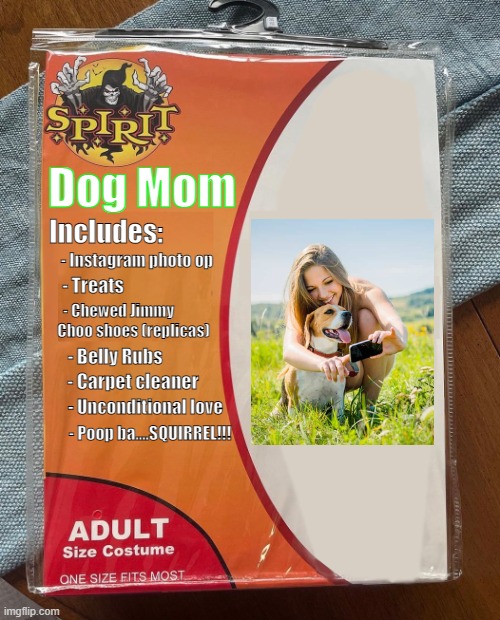 SPIRIT
Dog Mom
Includes:
- Instagram photo op
- Treats
- Chewed Jimmy
Choo shoes (replicas)
- Belly Rubs
- Carpet cleaner
- Unconditional love
- Poop ba....SQUIRREL!!!
ADULT
Size Costume
ONE SIZE FITS MOST
imgflip.com